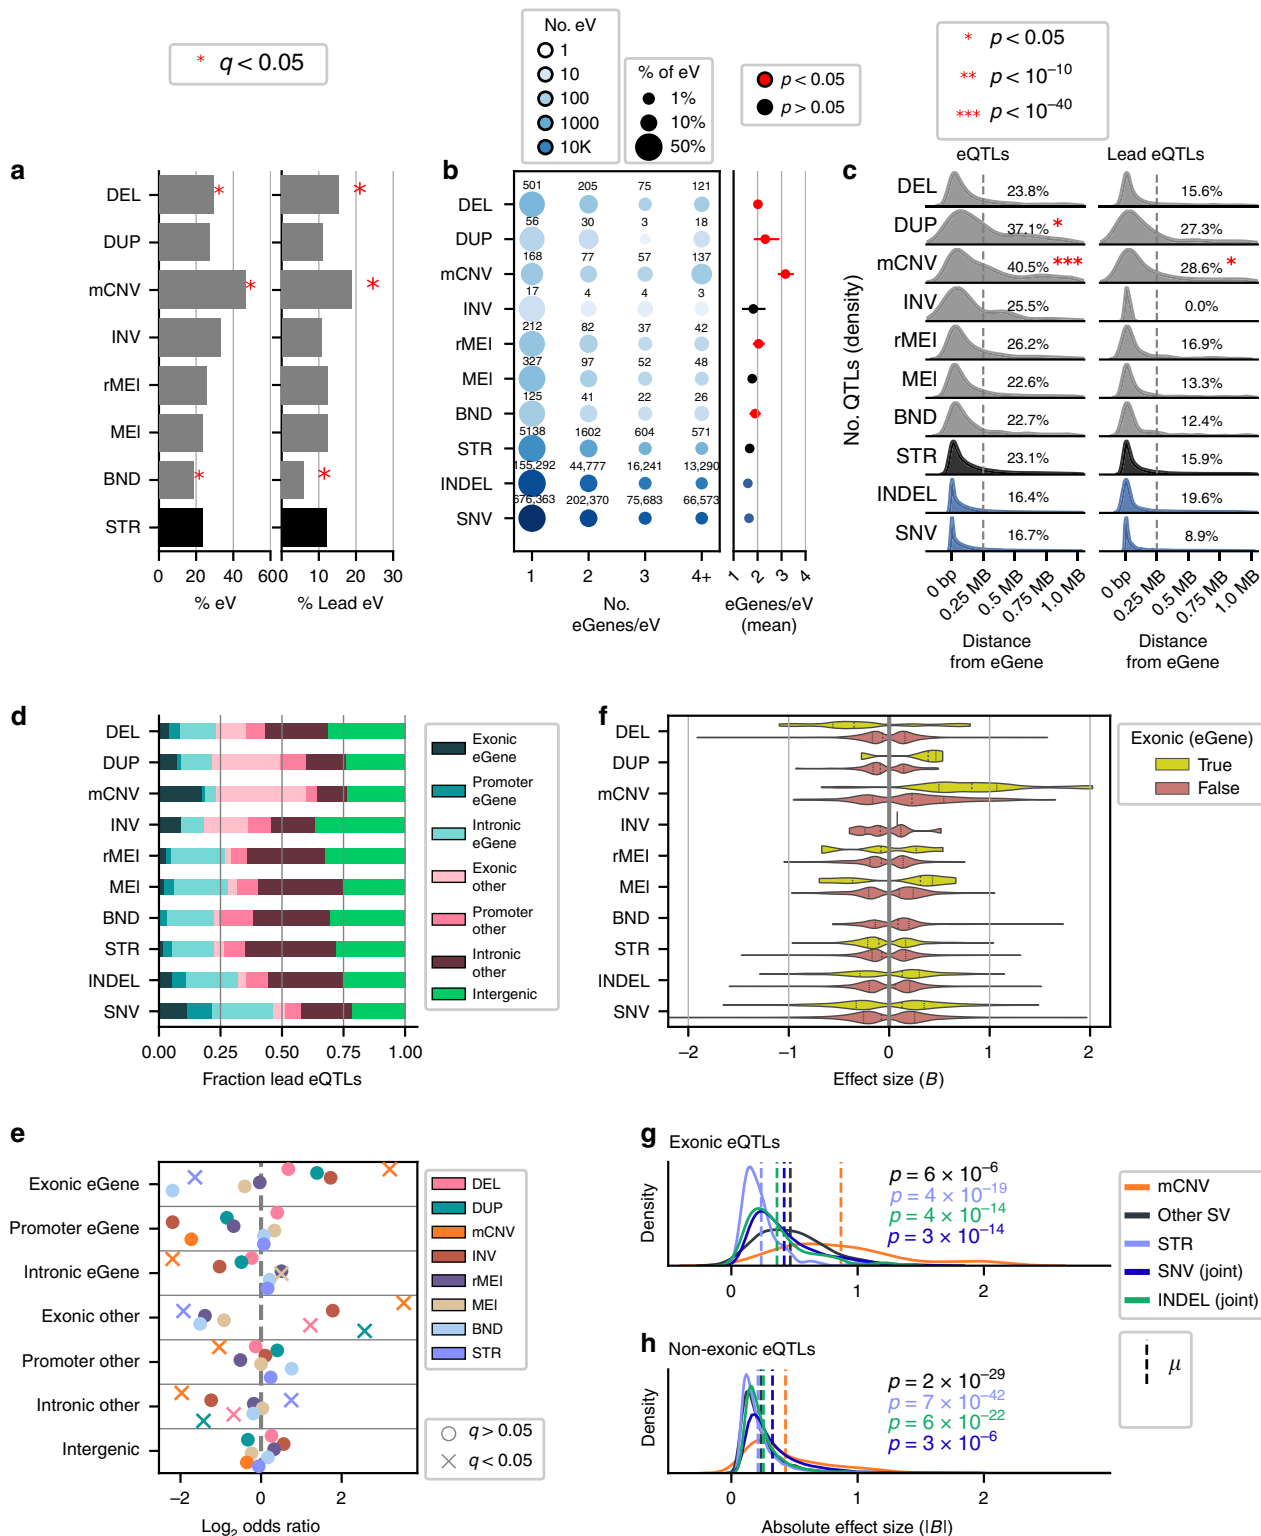 * q < 0.05
No. eV
1
10
100
1000
10K
% of eV
1%
10%
50%
p < 0.05
p > 0.05
* p < 0.05
** p < 10⁻¹⁰
*** p < 10⁻⁴⁰
a
DEL
DUP
mCNV
INV
rMEI
MEI
BND
STR
* *
* *
* *
0 20 40 60
0 10 20 30
% eV
% Lead eV
b
DEL
DUP
mCNV
INV
rMEI
MEI
BND
STR
INDEL
SNV
501 205 75 121
56 30 3 18
168 77 57 137
17 4 4 3
212 82 37 42
327 97 52 48
125 41 22 26
5138 1602 604 571
155,292 44,777 16,241 13,290
676,363 202,370 75,683 66,573
1 2 3 4+
No.
eGenes/eV
1 2 3 4
eGenes/eV
(mean)
c
eQTLs
Lead eQTLs
No. QTLs (density)
DEL 23.8% 15.6%
DUP 37.1% * 27.3%
mCNV 40.5% *** 28.6% *
INV 25.5% 0.0%
rMEI 26.2% 16.9%
MEI 22.6% 13.3%
BND 22.7% 12.4%
STR 23.1% 15.9%
INDEL 16.4% 19.6%
SNV 16.7% 8.9%
0 bp 0.25 MB 0.5 MB 0.75 MB 1.0 MB
0 bp 0.25 MB 0.5 MB 0.75 MB 1.0 MB
Distance
from eGene
Distance
from eGene
d
DEL
DUP
mCNV
INV
rMEI
MEI
BND
STR
INDEL
SNV
0.00 0.25 0.50 0.75 1.00
Fraction lead eQTLs
Exonic
eGene
Promoter
eGene
Intronic
eGene
Exonic
other
Promoter
other
Intronic
other
Intergenic
f
DEL
DUP
mCNV
INV
rMEI
MEI
BND
STR
INDEL
SNV
−2 −1 0 1 2
Effect size (B)
Exonic (eGene)
True
False
e
Exonic eGene
Promoter eGene
Intronic eGene
Exonic other
Promoter other
Intronic other
Intergenic
−2 0 2
Log₂ odds ratio
DEL
DUP
mCNV
INV
rMEI
MEI
BND
STR
q > 0.05
q < 0.05
g
Exonic eQTLs
Density
p = 6 × 10⁻⁶
p = 4 × 10⁻¹⁹
p = 4 × 10⁻¹⁴
p = 3 × 10⁻¹⁴
0 1 2
mCNV
Other SV
STR
SNV (joint)
INDEL (joint)
μ
h
Non-exonic eQTLs
Density
p = 2 × 10⁻²⁹
p = 7 × 10⁻⁴²
p = 6 × 10⁻²²
p = 3 × 10⁻⁶
0 1 2
Absolute effect size (|B|)